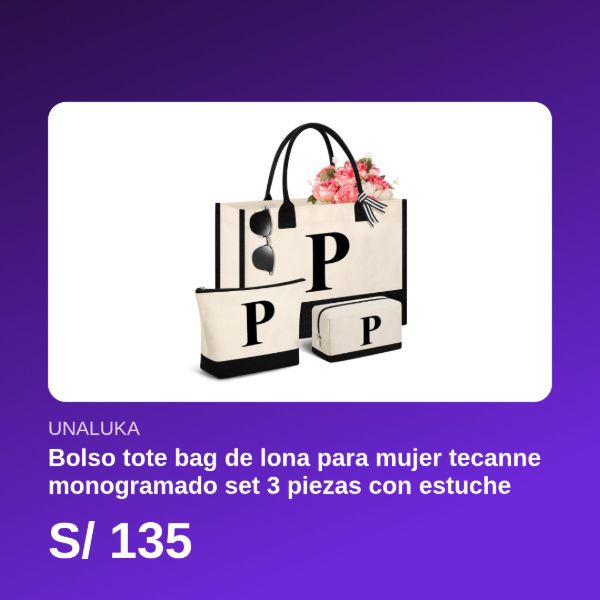 P
P
P
UNALUKA
Bolso tote bag de lona para mujer tecanne
monogramado set 3 piezas con estuche
S/ 135